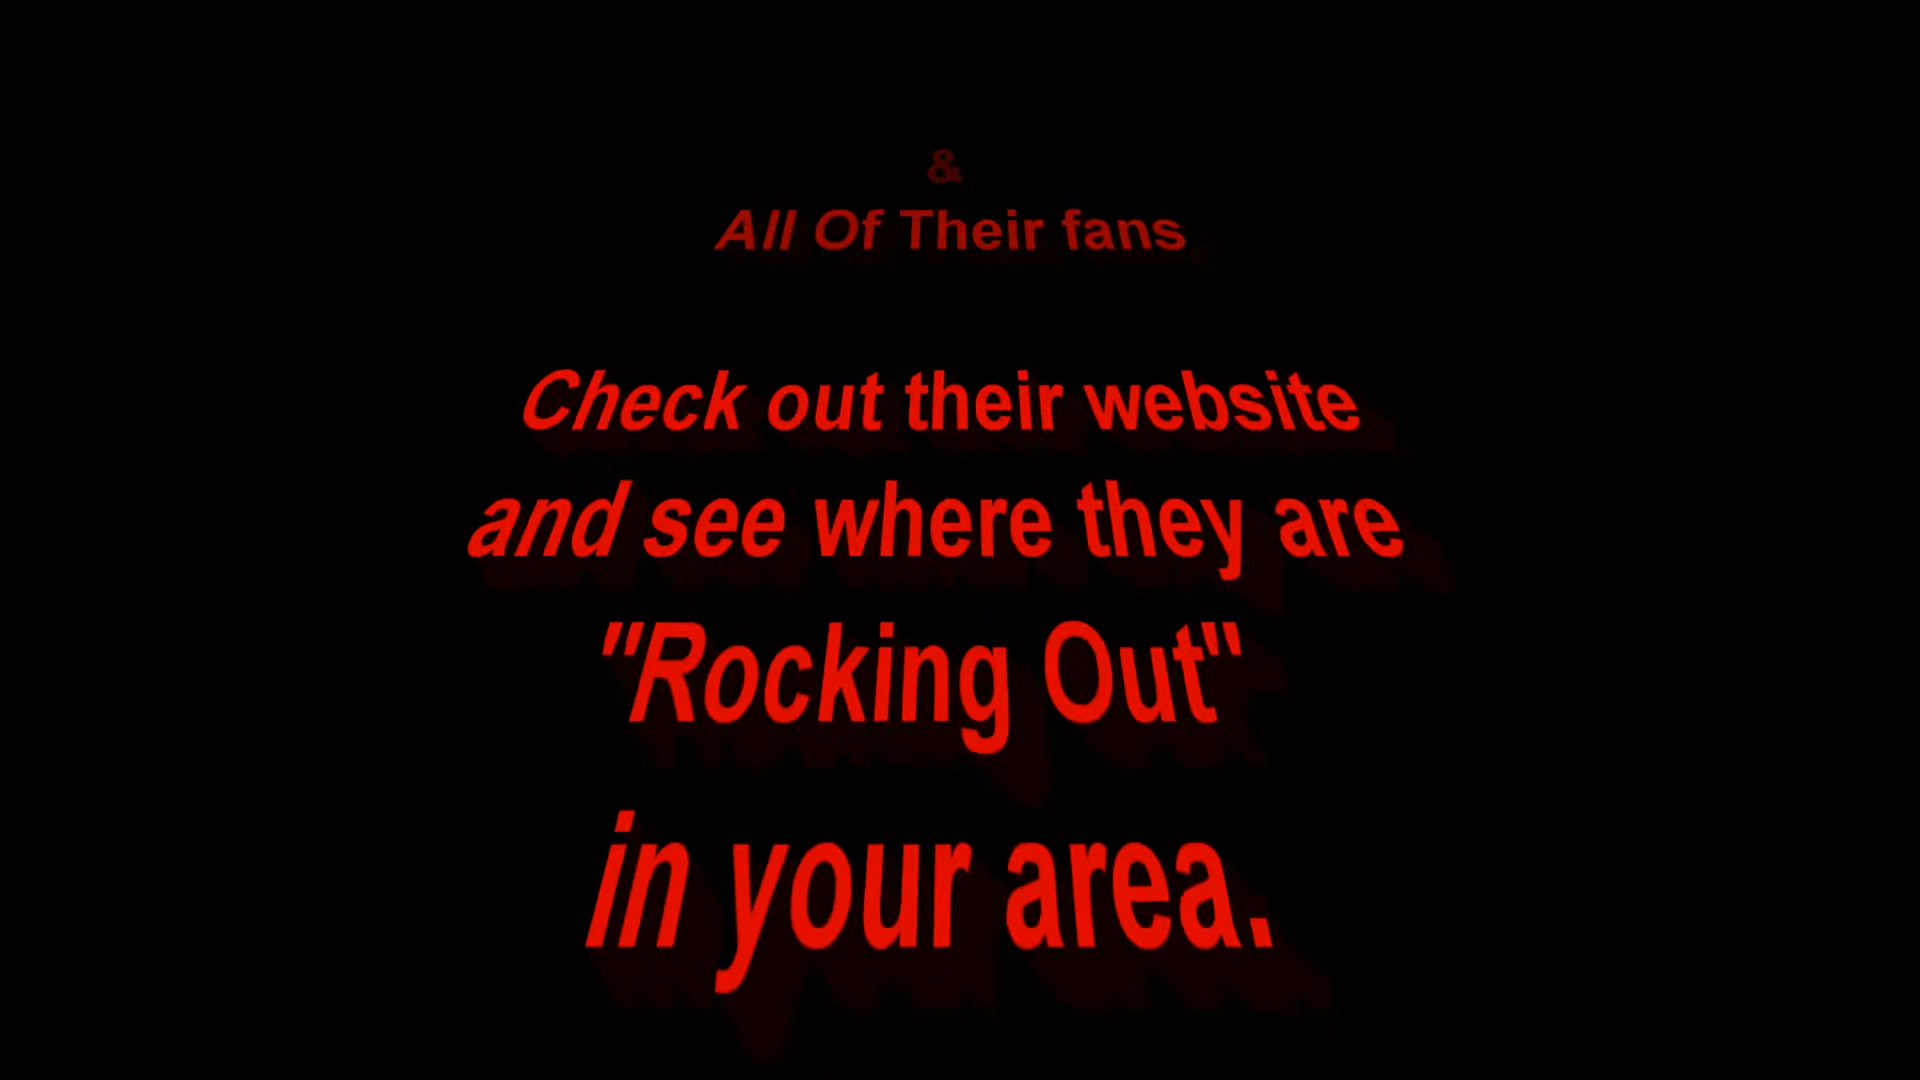 &
All Of Their fans
Check out their website
and see where they are
"Rocking Out"
in your area.